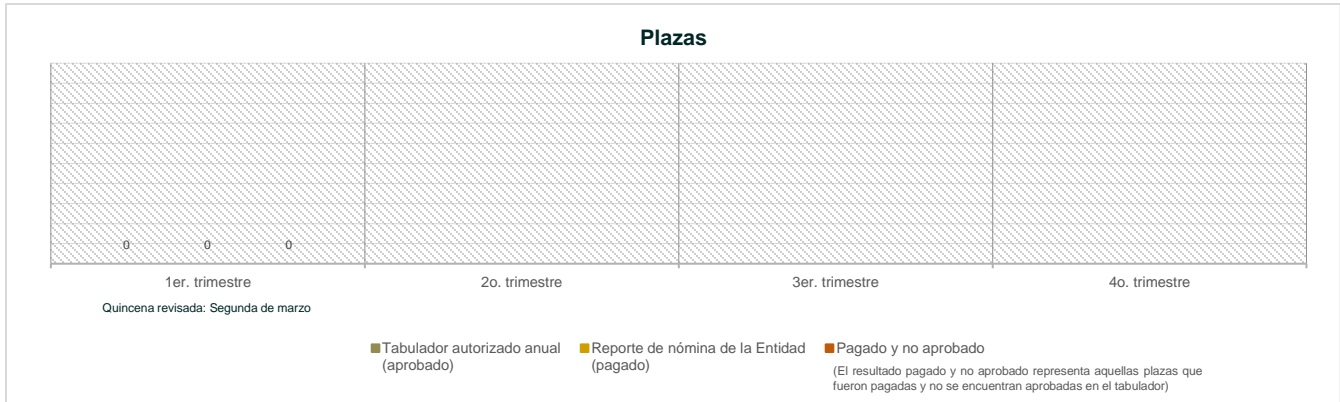 Plazas
0 0 0
1er. trimestre 2o. trimestre 3er. trimestre 4o. trimestre
Quincena revisada: Segunda de marzo
Tabulador autorizado anual
(aprobado)
Reporte de nómina de la Entidad
(pagado)
Pagado y no aprobado
(El resultado pagado y no aprobado representa aquellas plazas que
fueron pagadas y no se encuentran aprobadas en el tabulador)